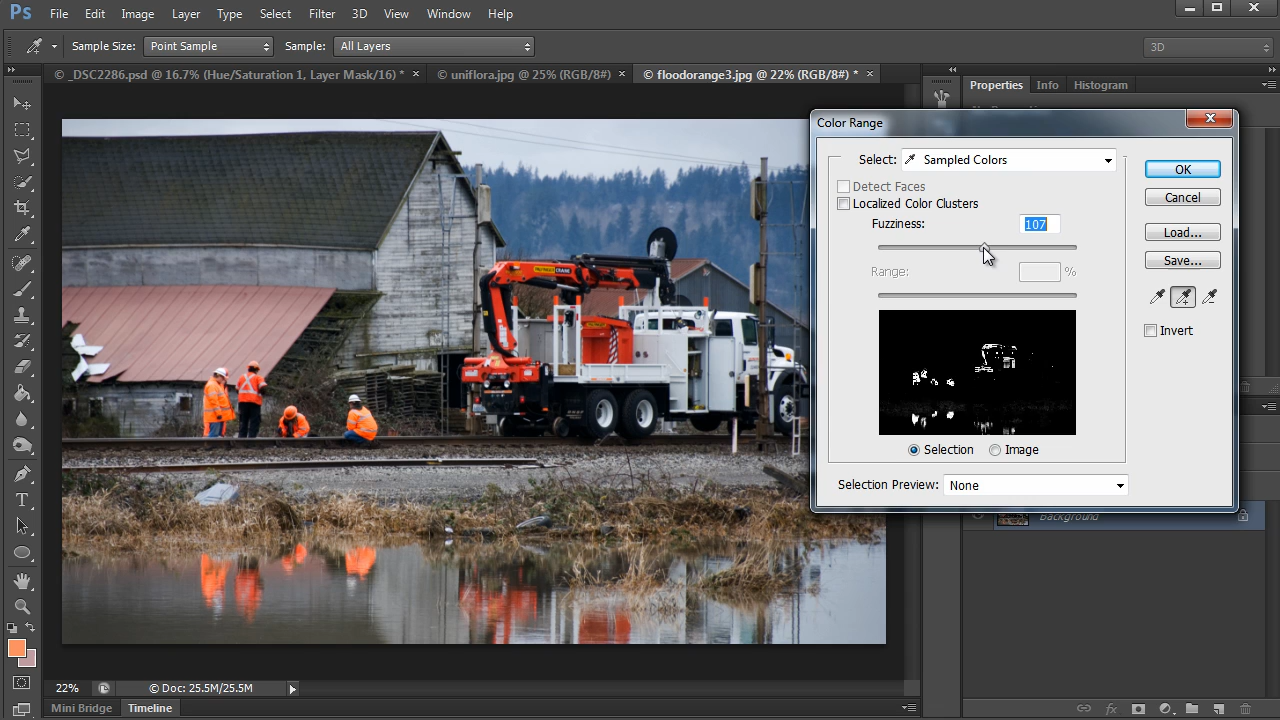 Ps File Edit Image Layer Type Select Filter 3D View Window Help
Sample Size: Point Sample Sample: All Layers 3D
© _DSC2286.psd @ 16.7% (Hue/Saturation 1, Layer Mask/16) * × © uniflora.jpg @ 25% (RGB/8#) × © floodorange3.jpg @ 22% (RGB/8#) * ×
Properties Info Histogram
Color Range
Select: Sampled Colors
OK
Detect Faces
Cancel
Localized Color Clusters
Fuzziness: 107
Load...
Range: %
Save...
Invert
Selection Image
Selection Preview: None
Background
22% © Doc: 25.5M/25.5M
Mini Bridge Timeline
T
fx